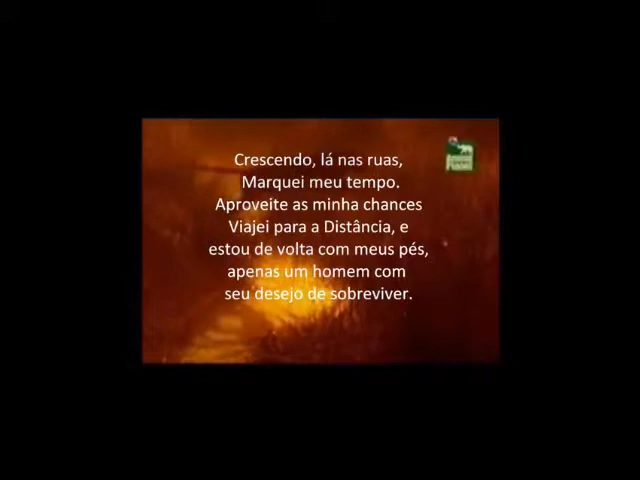 Crescendo, lá nas ruas,
Marquei meu tempo.
Aproveite as minha chances
Viajei para a Distância, e
estou de volta com meus pés,
apenas um homem com
seu desejo de sobreviver.